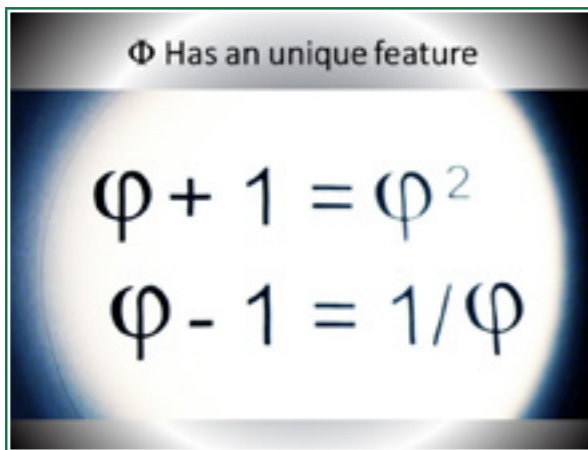 Φ Has an unique feature
φ + 1 = φ²
φ - 1 = 1/φ